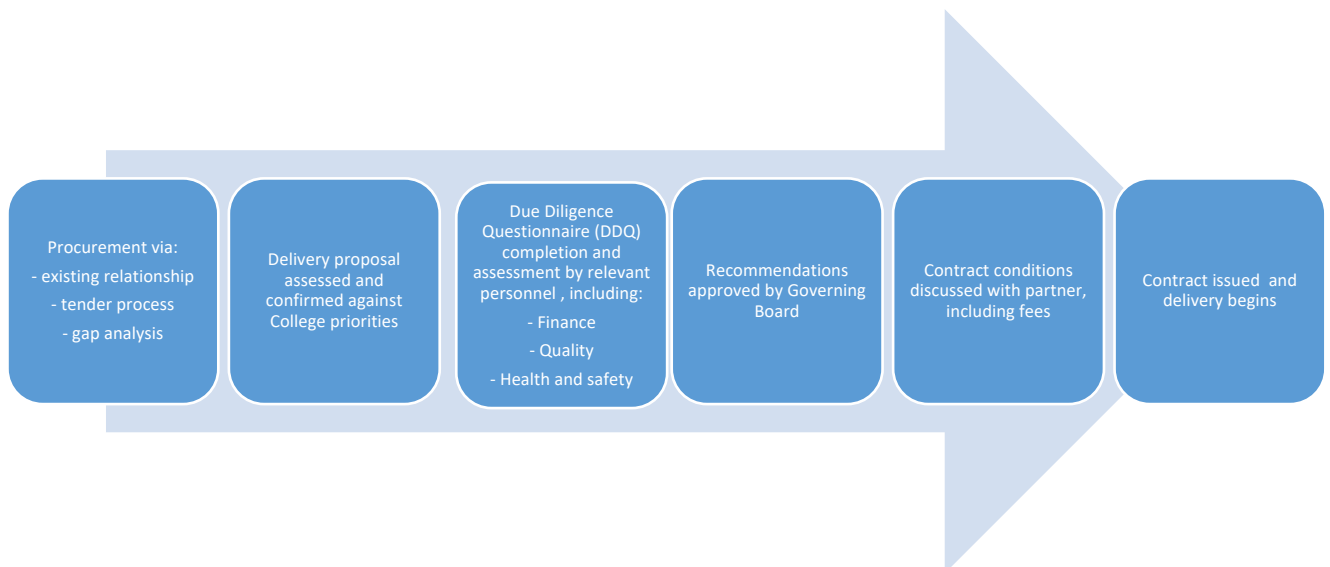 Procurement via:
- existing relationship
- tender process
- gap analysis
Delivery proposal
assessed and
confirmed against
College priorities
Due Diligence
Questionnaire (DDQ)
completion and
assessment by relevant
personnel , including:
- Finance
- Quality
- Health and safety
Recommendations
approved by Governing
Board
Contract conditions
discussed with partner,
including fees
Contract issued  and
delivery begins